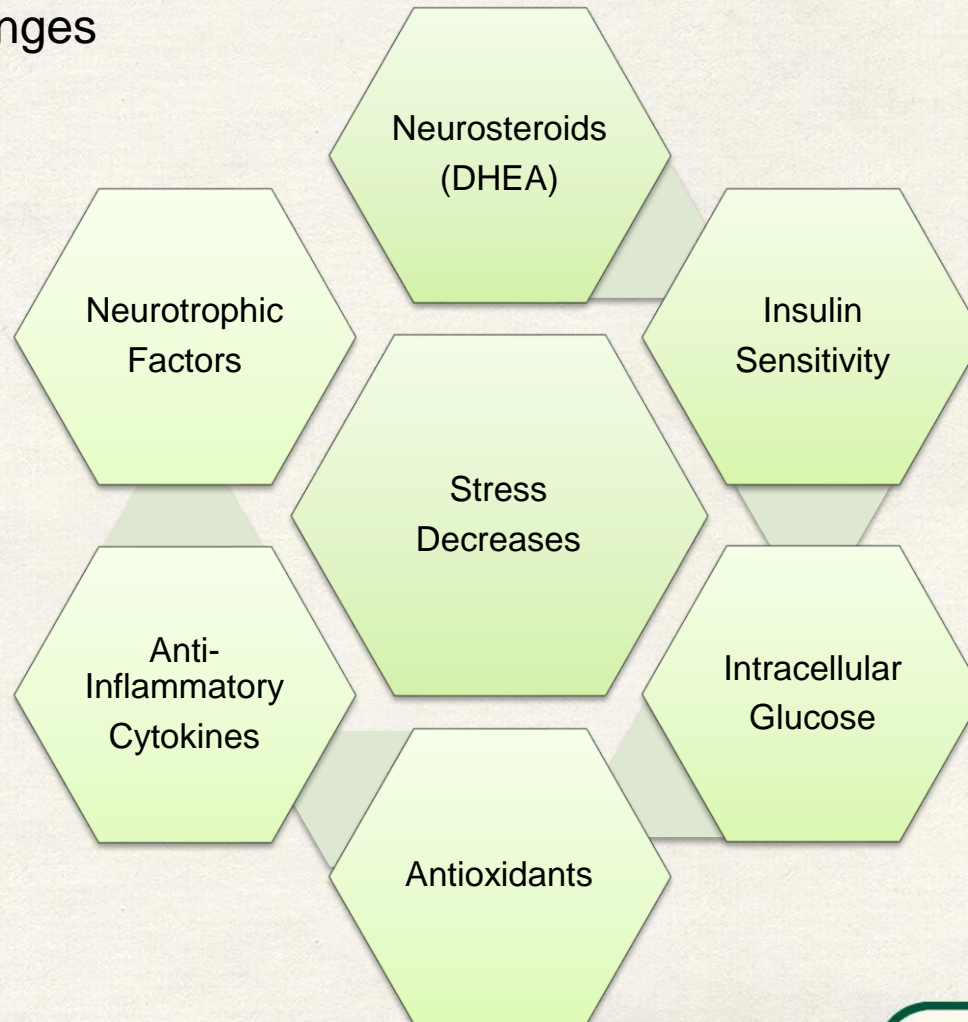 nges
Neurosteroids
(DHEA)
Neurotrophic
Factors
Insulin
Sensitivity
Stress
Decreases
Anti-
Inflammatory
Cytokines
Intracellular
Glucose
Antioxidants